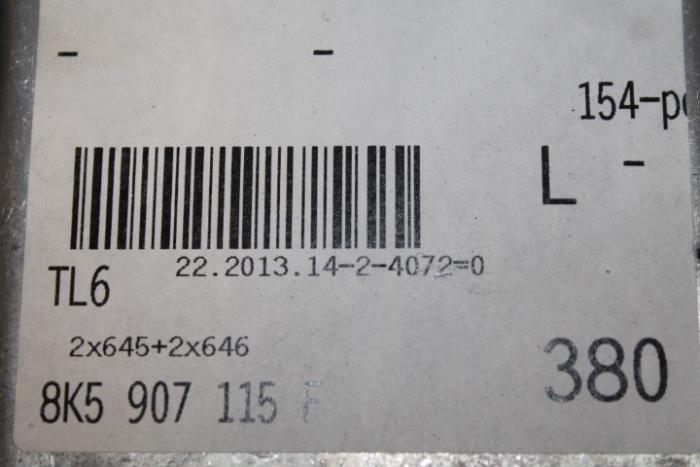 - -
154-p
L -
22.2013.14-2-4072=0
TL6
2x645+2x646
380
8K5 907 115 F